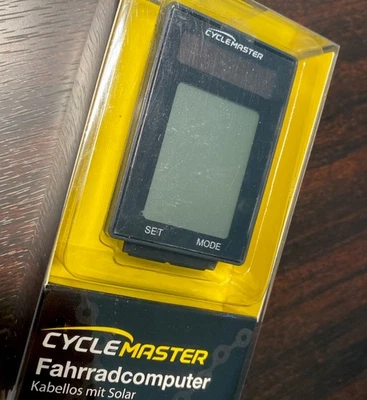 CYCLEMASTER
SET MODE
CYCLEMASTER
Fahrradcomputer
Kabellos mit Solar